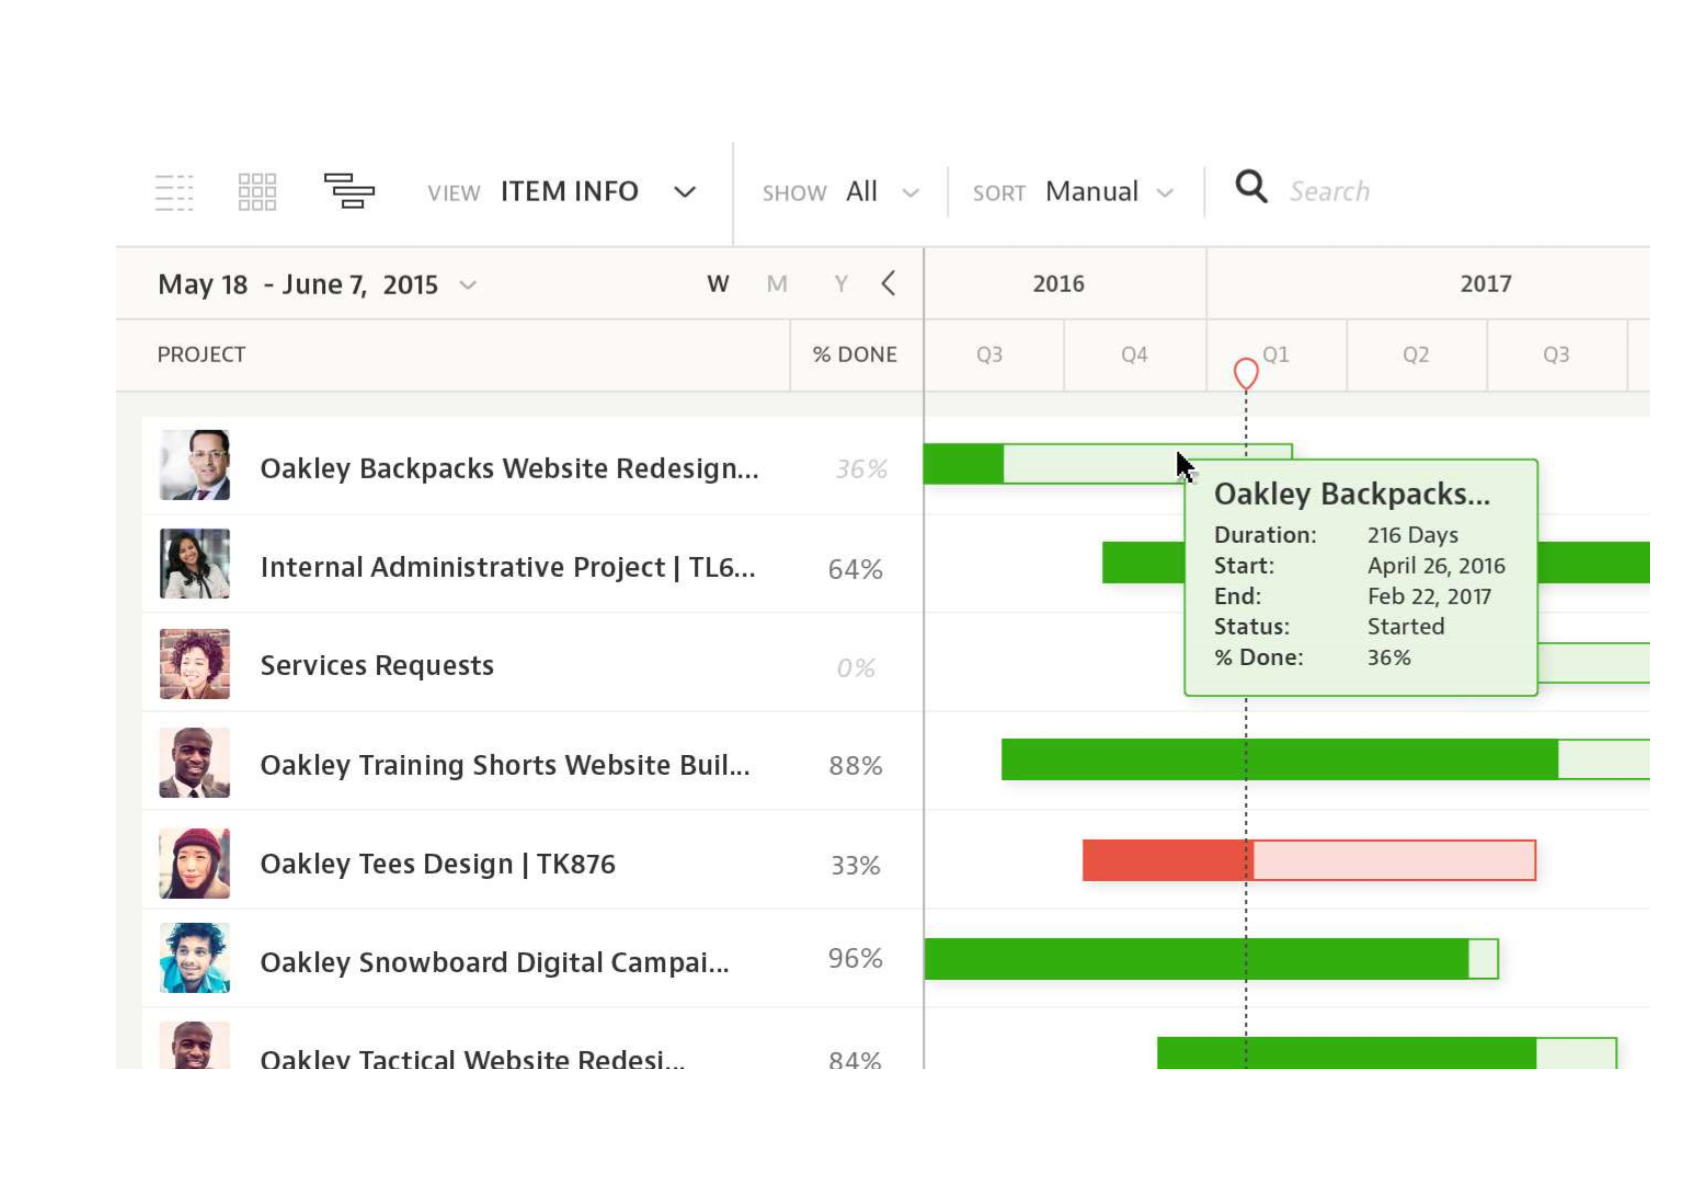 VIEW ITEM INFO SHOW All SORT Manual Search
May 18 - June 7, 2015 W M Y 2016 2017
PROJECT % DONE Q3 Q4 Q1 Q2 Q3
Oakley Backpacks Website Redesign... 36%
Oakley Backpacks...
Duration: 216 Days
Start: April 26, 2016
End: Feb 22, 2017
Status: Started
% Done: 36%
Internal Administrative Project | TL6... 64%
Services Requests 0%
Oakley Training Shorts Website Buil... 88%
Oakley Tees Design | TK876 33%
Oakley Snowboard Digital Campai... 96%
Oakley Tactical Website Redesi... 84%